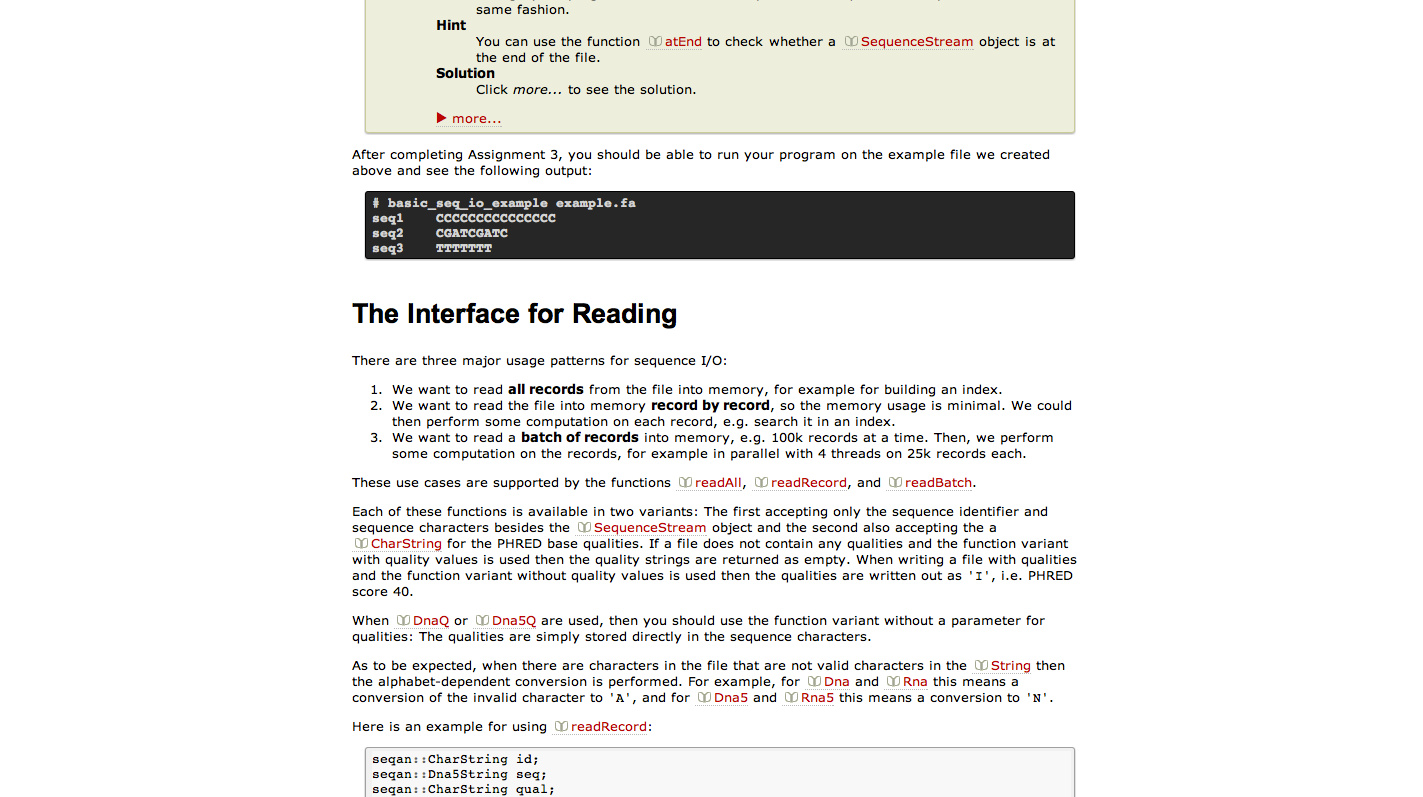 same fashion.
Hint
You can use the function atEnd to check whether a SequenceStream object is at
the end of the file.
Solution
Click more... to see the solution.
more...
After completing Assignment 3, you should be able to run your program on the example file we created
above and see the following output:
# basic_seq_io_example example.fa
seq1    CCCCCCCCCCCCCCC
seq2    CGATCGATC
seq3    TTTTTTT
The Interface for Reading
There are three major usage patterns for sequence I/O:
1. We want to read all records from the file into memory, for example for building an index.
2. We want to read the file into memory record by record, so the memory usage is minimal. We could
then perform some computation on each record, e.g. search it in an index.
3. We want to read a batch of records into memory, e.g. 100k records at a time. Then, we perform
some computation on the records, for example in parallel with 4 threads on 25k records each.
These use cases are supported by the functions readAll, readRecord, and readBatch.
Each of these functions is available in two variants: The first accepting only the sequence identifier and
sequence characters besides the SequenceStream object and the second also accepting the a
CharString for the PHRED base qualities. If a file does not contain any qualities and the function variant
with quality values is used then the quality strings are returned as empty. When writing a file with qualities
and the function variant without quality values is used then the qualities are written out as 'I', i.e. PHRED
score 40.
When DnaQ or Dna5Q are used, then you should use the function variant without a parameter for
qualities: The qualities are simply stored directly in the sequence characters.
As to be expected, when there are characters in the file that are not valid characters in the String then
the alphabet-dependent conversion is performed. For example, for Dna and Rna this means a
conversion of the invalid character to 'A', and for Dna5 and Rna5 this means a conversion to 'N'.
Here is an example for using readRecord:
seqan::CharString id;
seqan::Dna5String seq;
seqan::CharString qual;